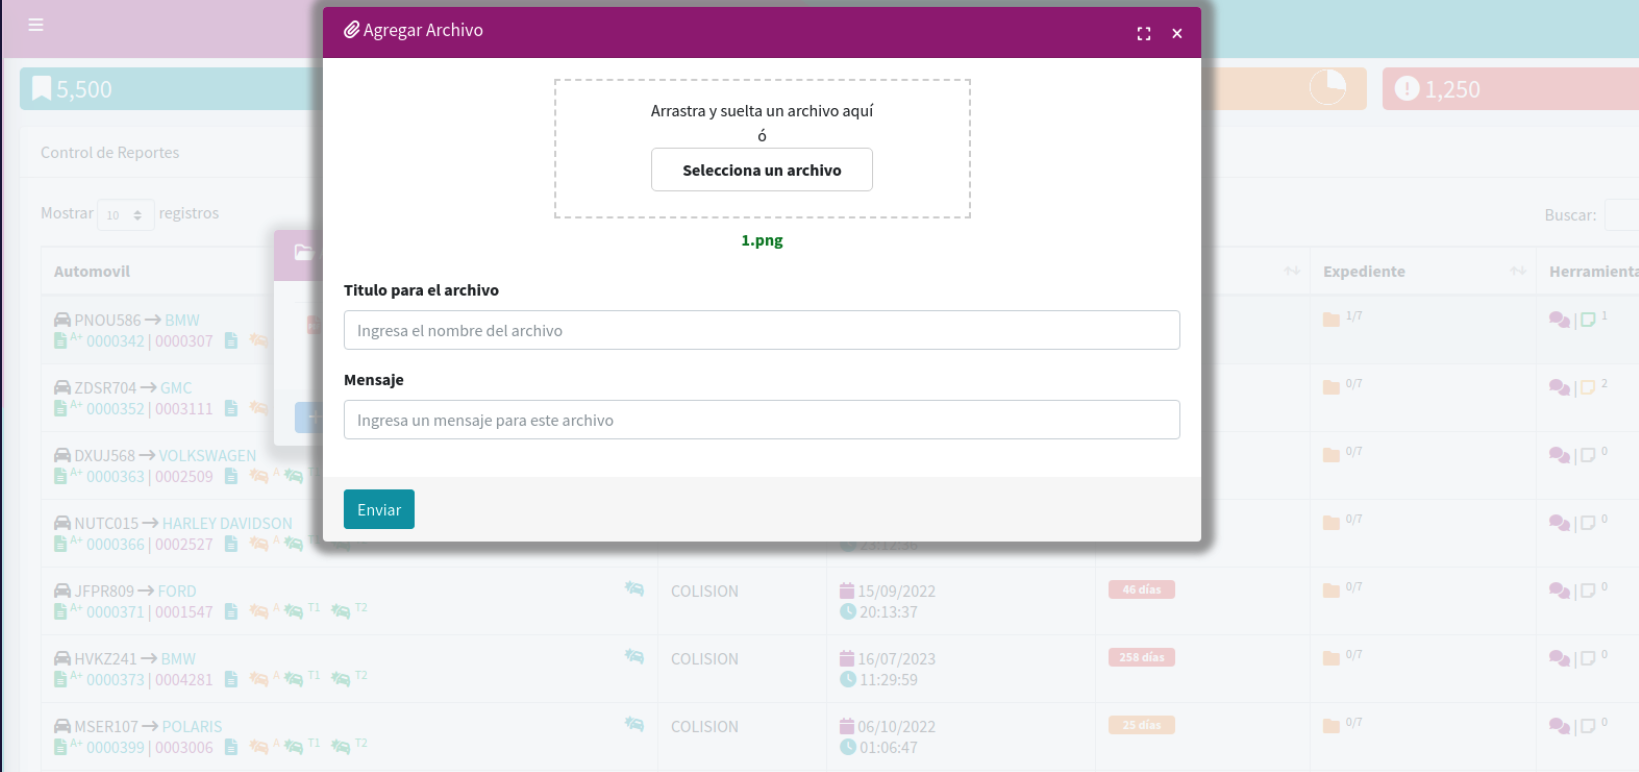 Agregar Archivo
5,500
1,250
Arrastra y suelta un archivo aquí
ó
Selecciona un archivo
1.png
Titulo para el archivo
Ingresa el nombre del archivo
Mensaje
Ingresa un mensaje para este archivo
Enviar
Control de Reportes
Mostrar 10 registros
Buscar:
Automovil Expediente
PNOU586 BMW 1/7 | 1
A+ 0000342 | 0000307
ZDSR704 GMC 0/7 | 2
A+ 0000352 | 0003111
DXUJ568 VOLKSWAGEN 0/7 | 0
A+ 0000363 | 0002509 A T1
NUTC015 HARLEY DAVIDSON 0/7 | 0
A+ 0000366 | 0002527 A 23:12:36
JFPR809 FORD COLISION 15/09/2022 46 días 0/7 | 0
A+ 0000371 | 0001547 A T1 T2 20:13:37
HVKZ241 BMW COLISION 16/07/2023 258 días 0/7 | 0
A+ 0000373 | 0004281 A T1 T2 11:29:59
MSER107 POLARIS COLISION 06/10/2022 25 días 0/7 | 0
A+ 0000399 | 0003006 A T1 T2 01:06:47